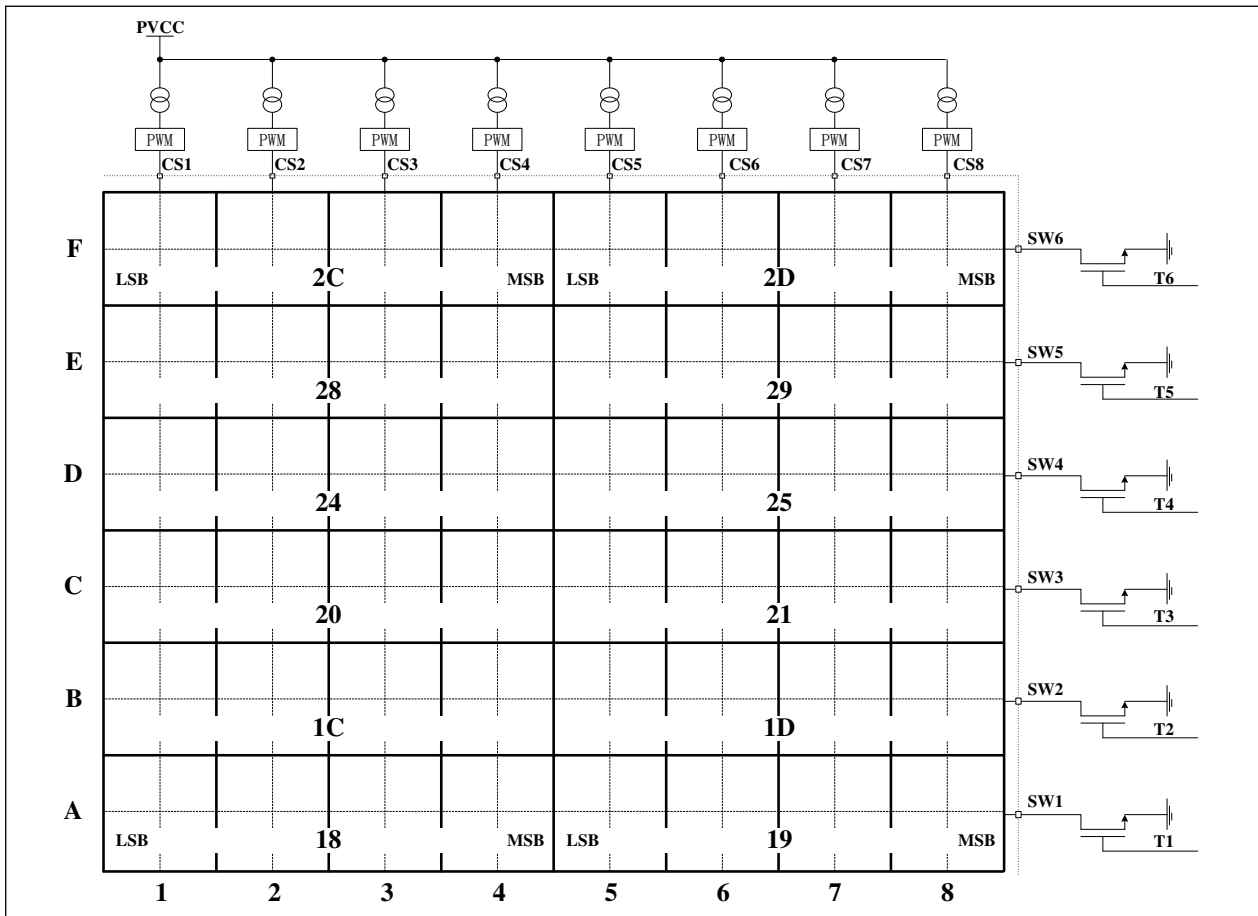 PVCC
PWM PWM PWM PWM PWM PWM PWM PWM
CS1 CS2 CS3 CS4 CS5 CS6 CS7 CS8
F SW6
LSB 2C MSB LSB 2D MSB T6
E SW5
28 29 T5
D SW4
24 25 T4
C SW3
20 21 T3
B SW2
1C 1D T2
A SW1
LSB 18 MSB LSB 19 MSB T1
1 2 3 4 5 6 7 8